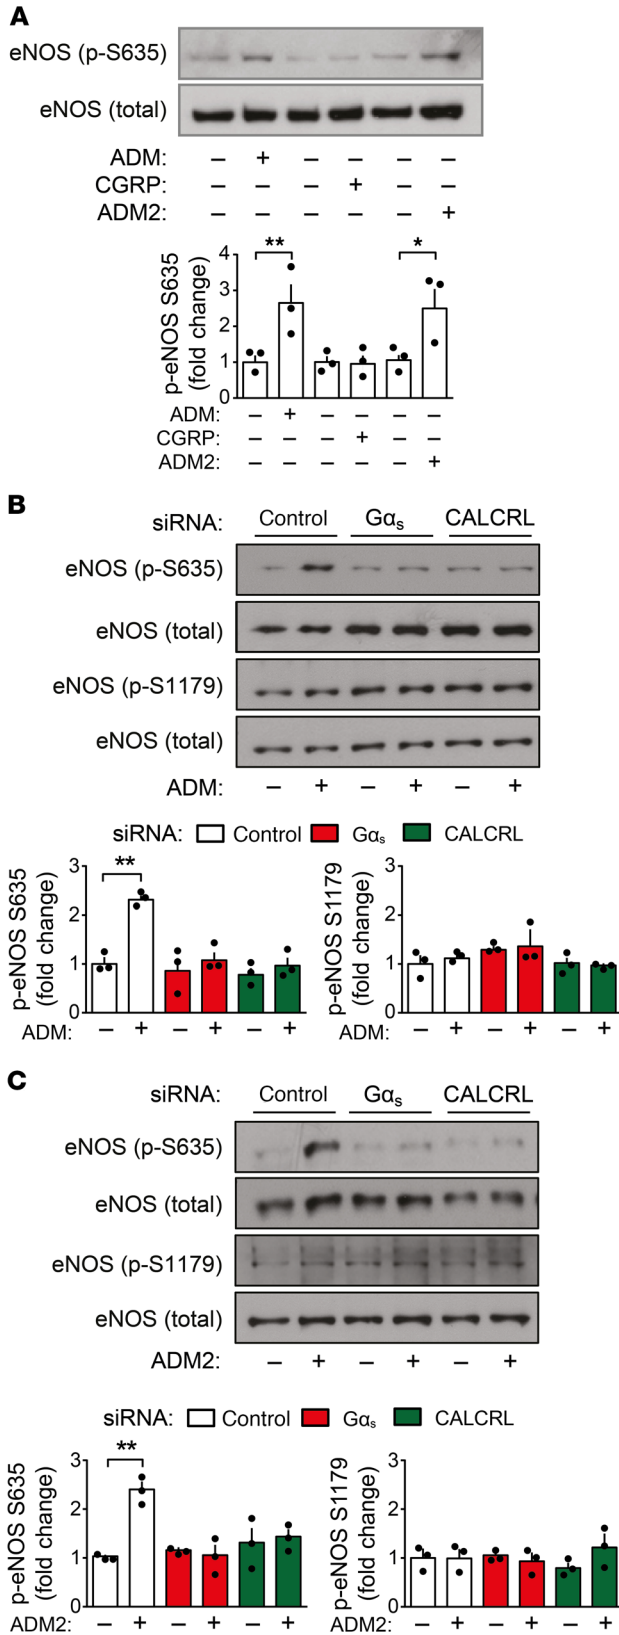 A
eNOS (p-S635)
eNOS (total)
ADM: – + – – – –
CGRP: – – – + – –
ADM2: – – – – – +
** *
p-eNOS S635
(fold change)
4
3
2
1
0
ADM: – + – – – –
CGRP: – – – + – –
ADM2: – – – – – +
B
siRNA: Control Gαs CALCRL
eNOS (p-S635)
eNOS (total)
eNOS (p-S1179)
eNOS (total)
ADM: – + – + – +
siRNA: Control Gαs CALCRL
p-eNOS S635
(fold change)
3
2
1
0
**
ADM: – + – + – +
p-eNOS S1179
(fold change)
3
2
1
0
ADM: – + – + – +
C
siRNA: Control Gαs CALCRL
eNOS (p-S635)
eNOS (total)
eNOS (p-S1179)
eNOS (total)
ADM2: – + – + – +
siRNA: Control Gαs CALCRL
p-eNOS S635
(fold change)
3
2
1
0
**
ADM2: – + – + – +
p-eNOS S1179
(fold change)
3
2
1
0
ADM2: – + – + – +